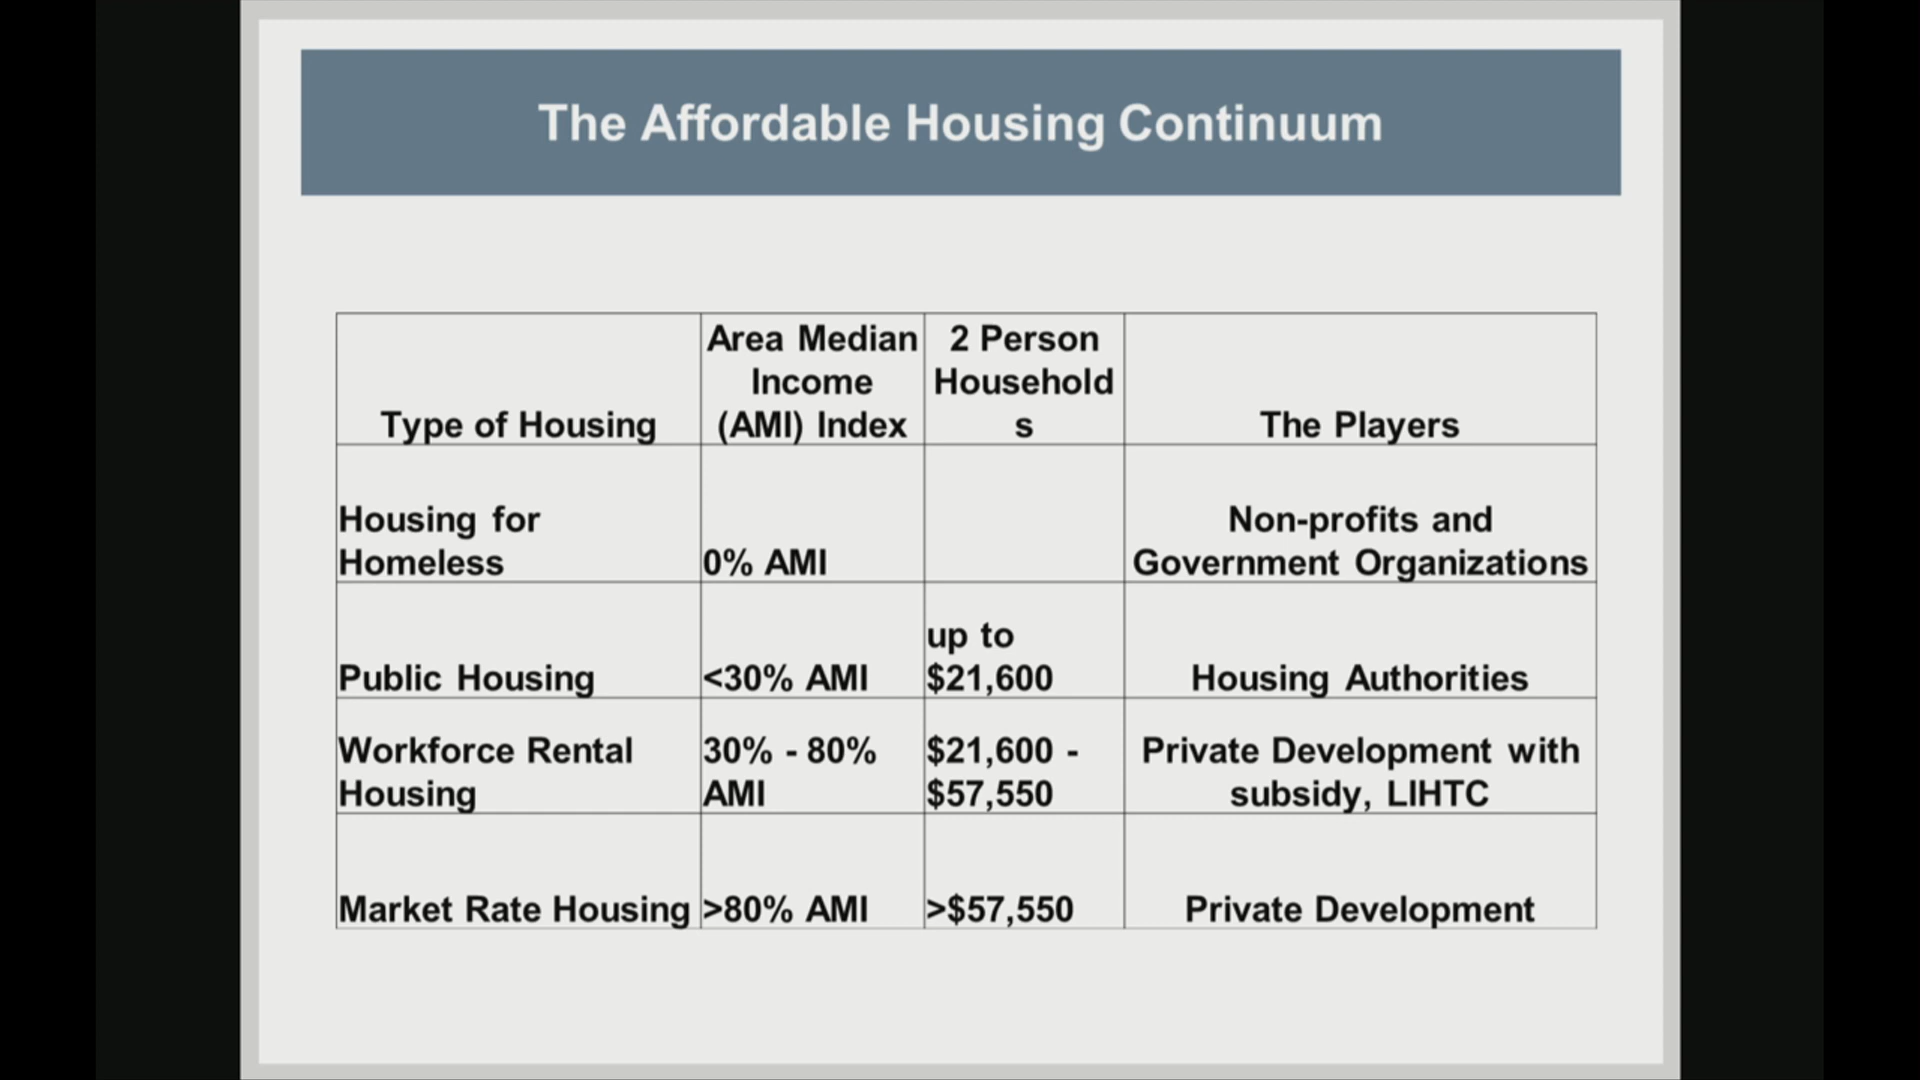 The Affordable Housing Continuum
Type of Housing
Area Median
Income
(AMI) Index
2 Person
Household
s
The Players
Housing for
Homeless
0% AMI
Non-profits and
Government Organizations
Public Housing
<30% AMI
up to
$21,600
Housing Authorities
Workforce Rental
Housing
30% - 80%
AMI
$21,600 -
$57,550
Private Development with
subsidy, LIHTC
Market Rate Housing
>80% AMI
>$57,550
Private Development